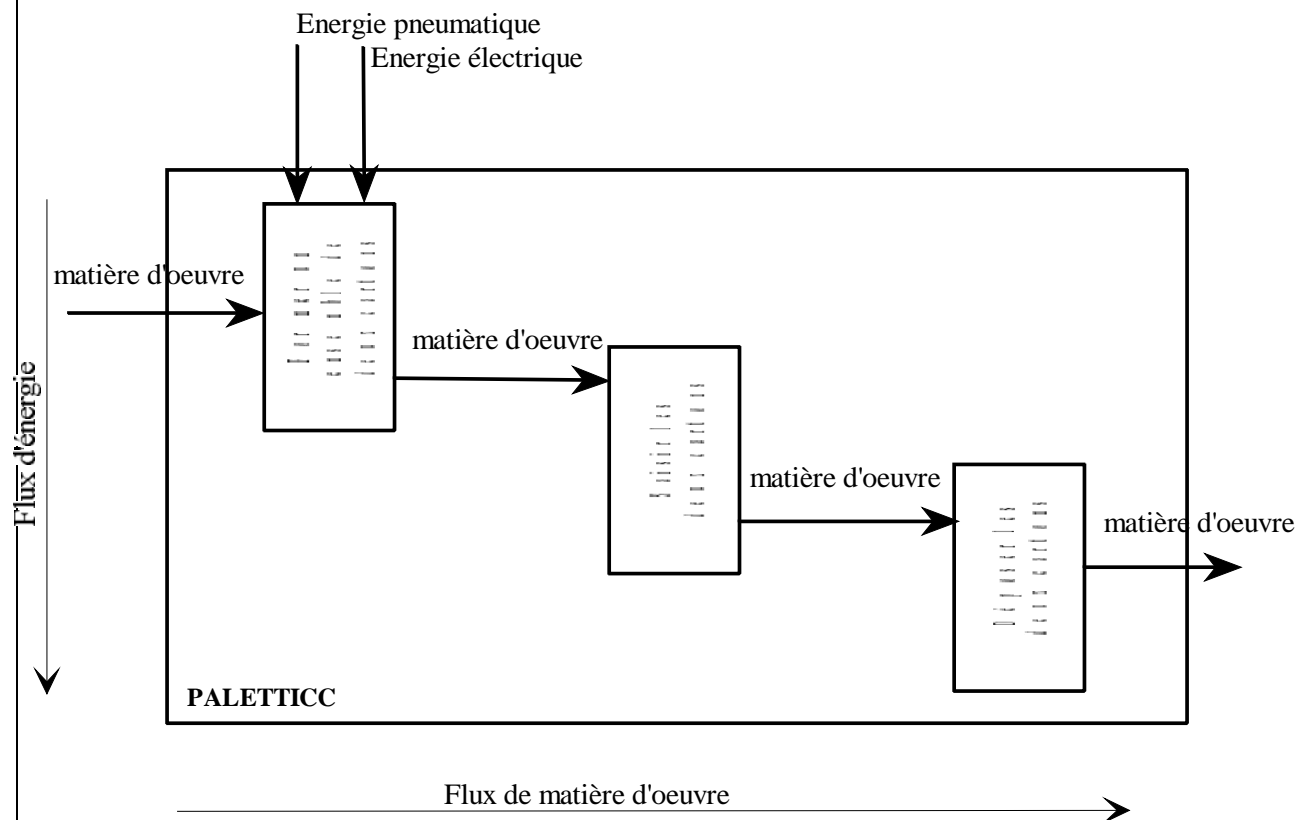 Energie pneumatique
Energie électrique
matière d'oeuvre
matière d'oeuvre
matière d'oeuvre
matière d'oeuvre
Flux d'énergie
PALETTICC
Flux de matière d'oeuvre